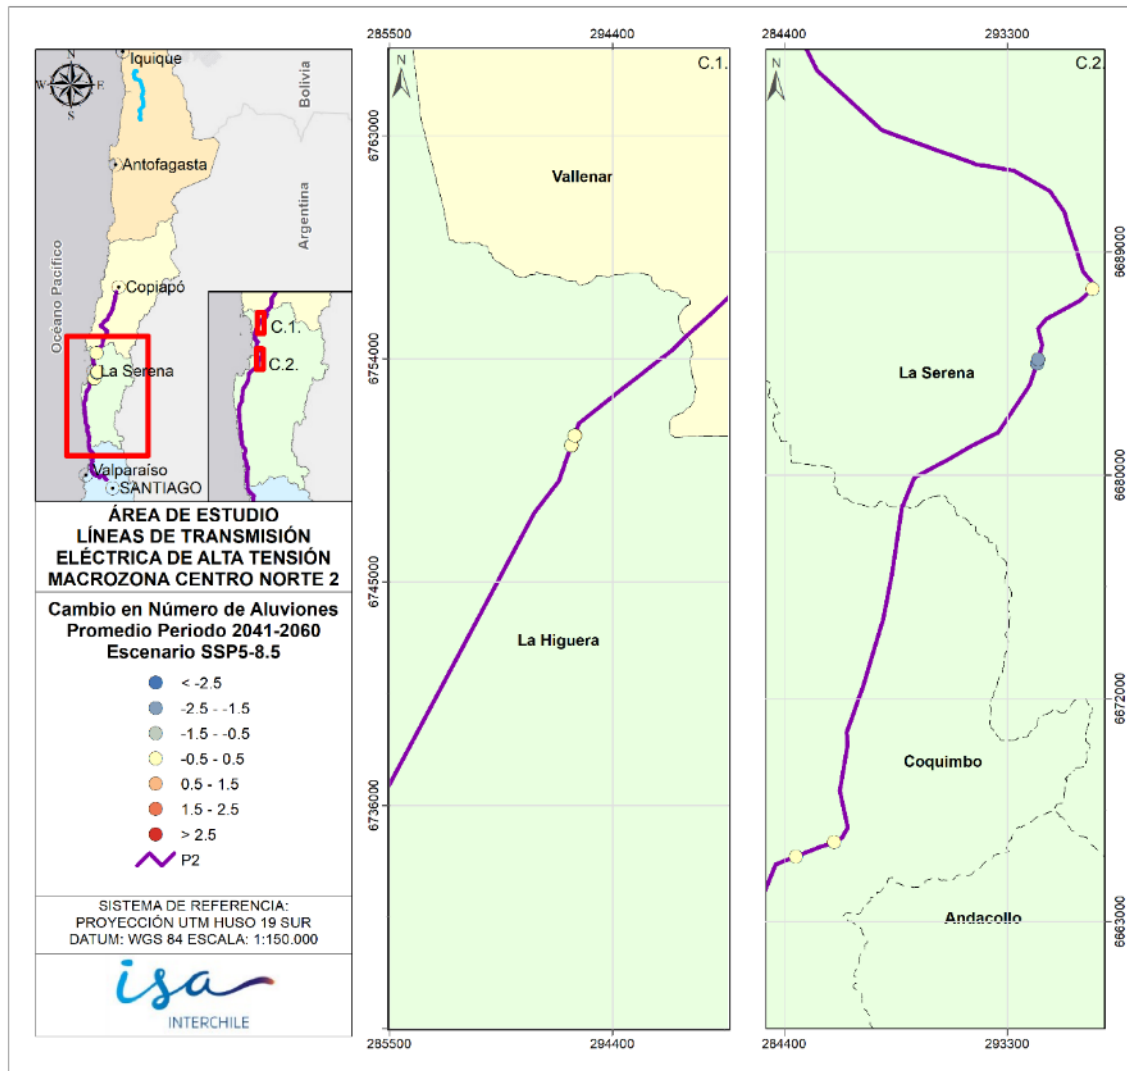 N
W
E
S
Iquique
Bolivia
Antofagasta
Argentina
Océano Pacífico
Copiapó
La Serena
C.1.
C.2.
Valparaíso
SANTIAGO
ÁREA DE ESTUDIO
LÍNEAS DE TRANSMISIÓN
ELÉCTRICA DE ALTA TENSIÓN
MACROZONA CENTRO NORTE 2
Cambio en Número de Aluviones
Promedio Periodo 2041-2060
Escenario SSP5-8.5
< -2.5
-2.5 - -1.5
-1.5 - -0.5
-0.5 - 0.5
0.5 - 1.5
1.5 - 2.5
> 2.5
P2
SISTEMA DE REFERENCIA:
PROYECCIÓN UTM HUSO 19 SUR
DATUM: WGS 84 ESCALA: 1:150.000
isa
INTERCHILE
285500
294400
C.1.
N
6763000
Vallenar
6754000
6745000
La Higuera
6736000
285500
294400
284400
293300
C.2.
N
6689000
La Serena
6680000
6672000
Coquimbo
Andacollo
6663000
284400
293300